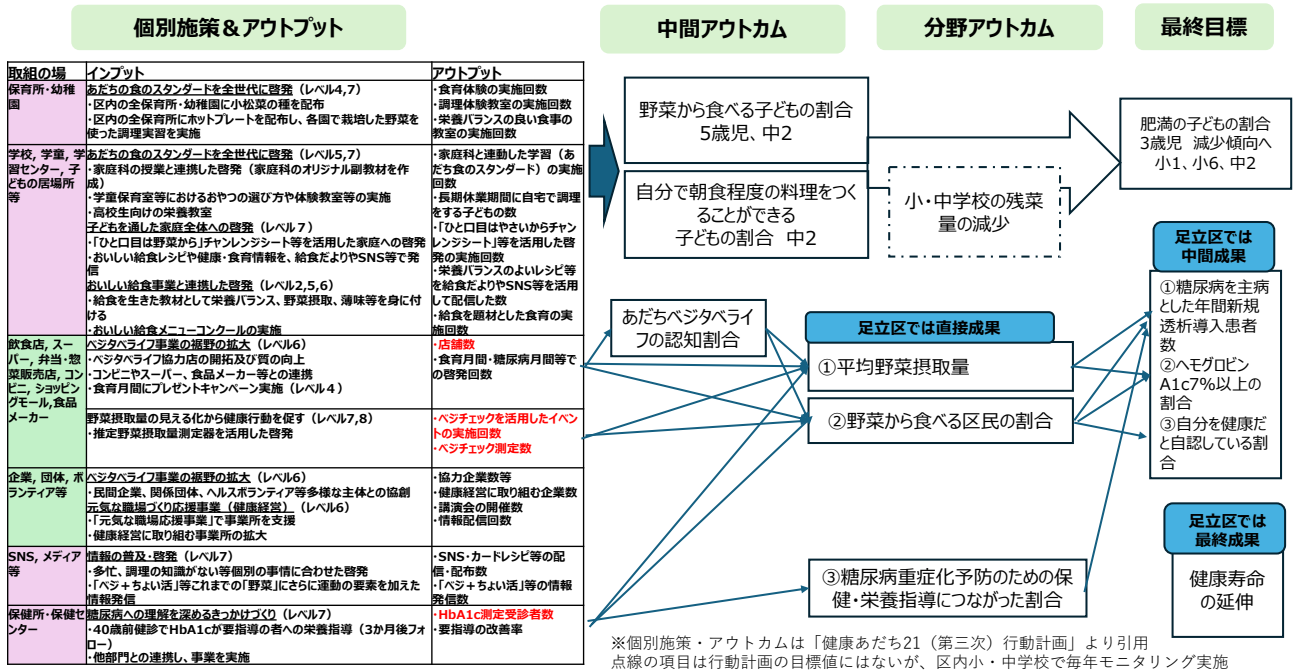 個別施策&アウトプット
中間アウトカム
分野アウトカム
最終目標
取組の場
インプット
アウトプット
保育所・幼稚
園
あだちの食のスタンダードを全世代に啓発（レベル4,7）
・区内の全保育所・幼稚園に小松菜の種を配布
・区内の全保育所にホットプレートを配布し、各園で栽培した野菜を
使った調理実習を実施
・食育体験の実施回数
・調理体験教室の実施回数
・栄養バランスの良い食事の
教室の実施回数
学校, 学童, 学
習センター, 子
どもの居場所
等
あだちの食のスタンダードを全世代に啓発（レベル5,7）
・家庭科の授業と連携した啓発（家庭科のオリジナル副教材を作
成）
・学童保育室等におけるおやつの選び方や体験教室等の実施
・高校生向けの栄養教室
子どもを通した家庭全体への啓発（レベル７）
・「ひと口目は野菜から」チャンレンジシート等を活用した家庭への啓発
・おいしい給食レシピや健康・食育情報を、給食だよりやSNS等で発
信
おいしい給食事業と連携した啓発（レベル2,5,6）
・給食を生きた教材として栄養バランス、野菜摂取、薄味等を身に付
ける
・おいしい給食メニューコンクールの実施
・家庭科と連動した学習（あ
だち食のスタンダード）の実施
回数
・長期休業期間に自宅で調理
をする子どもの数
・「ひと口目はやさいからチャレ
ンジシート」等を活用した啓
発の実施回数
・栄養バランスのよいレシピ等
を給食だよりやSNS等を活用
して配信した数
・給食を題材とした食育の実
施回数
飲食店, スー
パー, 弁当・惣
菜販売店, コン
ビニ, ショッピン
グモール,食品
メーカー
ベジタベライフ事業の裾野の拡大（レベル6）
・ベジタベライフ協力店の開拓及び質の向上
・コンビニやスーパー、食品メーカー等との連携
・食育月間にプレゼントキャンペーン実施（レベル４）
・店舗数
・食育月間・糖尿病月間等で
の啓発回数
野菜摂取量の見える化から健康行動を促す（レベル7,8）
・推定野菜摂取量測定器を活用した啓発
・ベジチェックを活用したイベン
トの実施回数
・ベジチェック測定数
企業, 団体, ボ
ランティア等
ベジタベライフ事業の裾野の拡大（レベル6）
・民間企業、関係団体、ヘルスボランティア等多様な主体との協創
元気な職場づくり応援事業（健康経営）（レベル6）
・「元気な職場応援事業」で事業所を支援
・健康経営に取り組む事業所の拡大
・協力企業数等
・健康経営に取り組む企業数
・講演会の開催数
・情報配信回数
SNS, メディア
等
情報の普及・啓発（レベル7）
・多忙、調理の知識がない等個別の事情に合わせた啓発
・「ベジ＋ちょい活」等これまでの「野菜」にさらに運動の要素を加えた
情報発信
・SNS・カードレシピ等の配
信・配布数
・「ベジ＋ちょい活」等の情報
発信数
保健所・保健セ
ンター
糖尿病への理解を深めるきっかけづくり（レベル7）
・40歳前健診でHbA1cが要指導の者への栄養指導（3か月後フォ
ロー）
・他部門との連携し、事業を実施
・HbA1c測定受診者数
・要指導の改善率
野菜から食べる子どもの割合
5歳児、中2
自分で朝食程度の料理をつく
ることができる
子どもの割合 中2
小・中学校の残菜
量の減少
肥満の子どもの割合
3歳児 減少傾向へ
小1、小6、中2
あだちベジタベライ
フの認知割合
足立区では直接成果
①平均野菜摂取量
②野菜から食べる区民の割合
③糖尿病重症化予防のための保
健・栄養指導につながった割合
足立区では
中間成果
①糖尿病を主病
とした年間新規
透析導入患者
数
②ヘモグロビン
A1c7%以上の
割合
③自分を健康だ
と自認している割
合
足立区では
最終成果
健康寿命
の延伸
※個別施策・アウトカムは「健康あだち21（第三次）行動計画」より引用
点線の項目は行動計画の目標値にはないが、区内小・中学校で毎年モニタリング実施